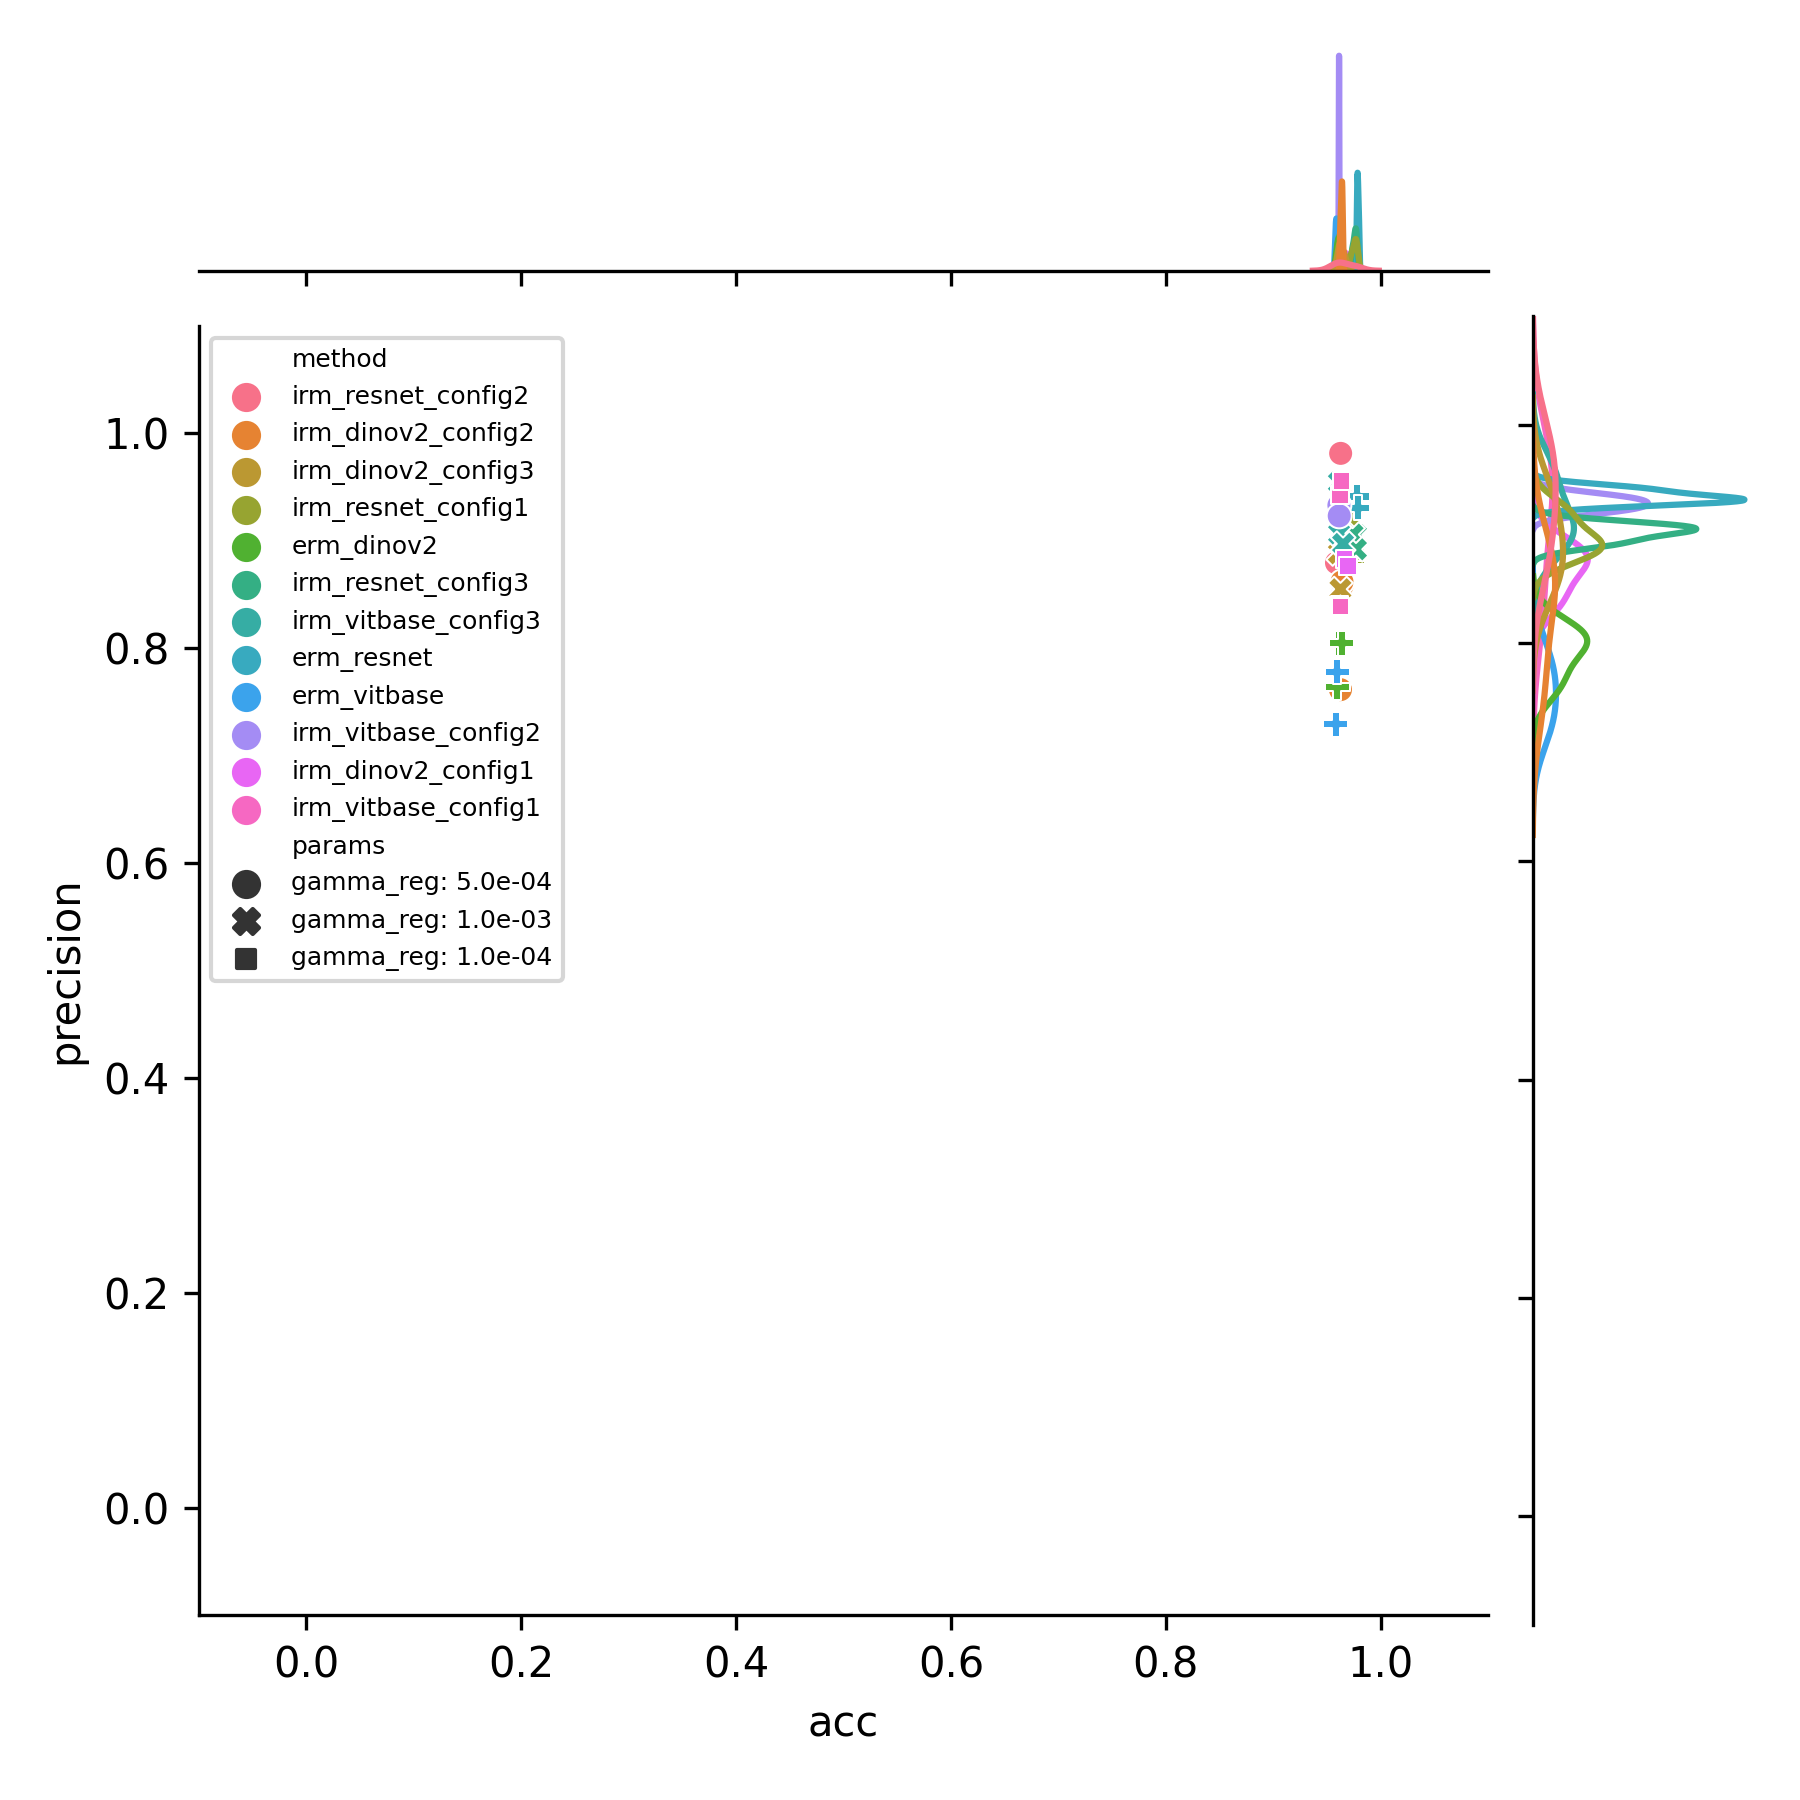 method
irm_resnet_config2
irm_dinov2_config2
irm_dinov2_config3
irm_resnet_config1
erm_dinov2
irm_resnet_config3
irm_vitbase_config3
erm_resnet
erm_vitbase
irm_vitbase_config2
irm_dinov2_config1
irm_vitbase_config1
params
gamma_reg: 5.0e-04
gamma_reg: 1.0e-03
gamma_reg: 1.0e-04
precision
1.0
0.8
0.6
0.4
0.2
0.0
0.0 0.2 0.4 0.6 0.8 1.0
acc